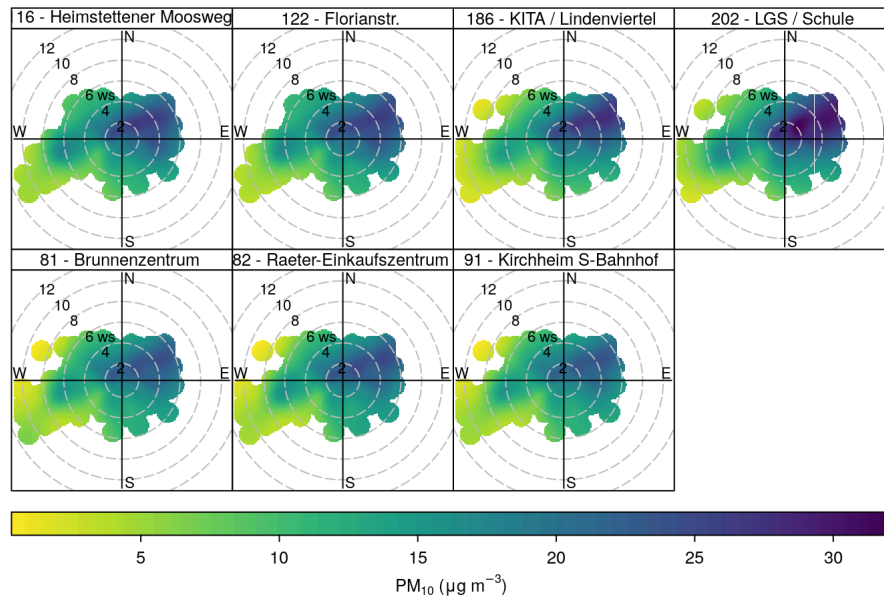 16 - Heimstettener Moosweg
122 - Florianstr.
186 - KITA / Lindenviertel
202 - LGS / Schule
12 10 8 6 ws 4 2 W N E S
12 10 8 6 ws 4 2 W N E S
12 10 8 6 ws 4 2 W N E S
12 10 8 6 ws 4 2 W N E S
81 - Brunnenzentrum
82 - Raeter-Einkaufszentrum
91 - Kirchheim S-Bahnhof
12 10 8 6 ws 4 2 W N E S
12 10 8 6 ws 4 2 W N E S
12 10 8 6 ws 4 2 W N E S
5 10 15 20 25 30
PM₁₀ (µg m⁻³)